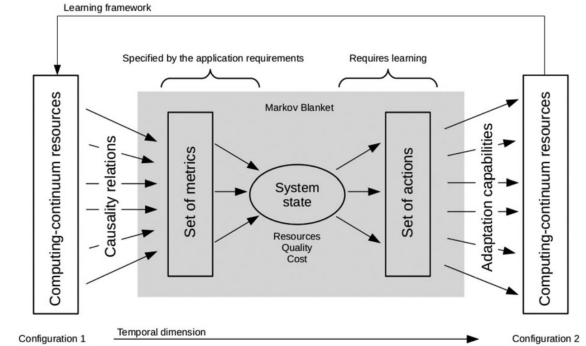 Learning framework
Specified by the application requirements
Requires learning
Markov Blanket
Computing-continuum resources
Causality relations
Set of metrics
System
state
Resources
Quality
Cost
Set of actions
Adaptation capabilities
Computing-continuum resources
Configuration 1
Temporal dimension
Configuration 2